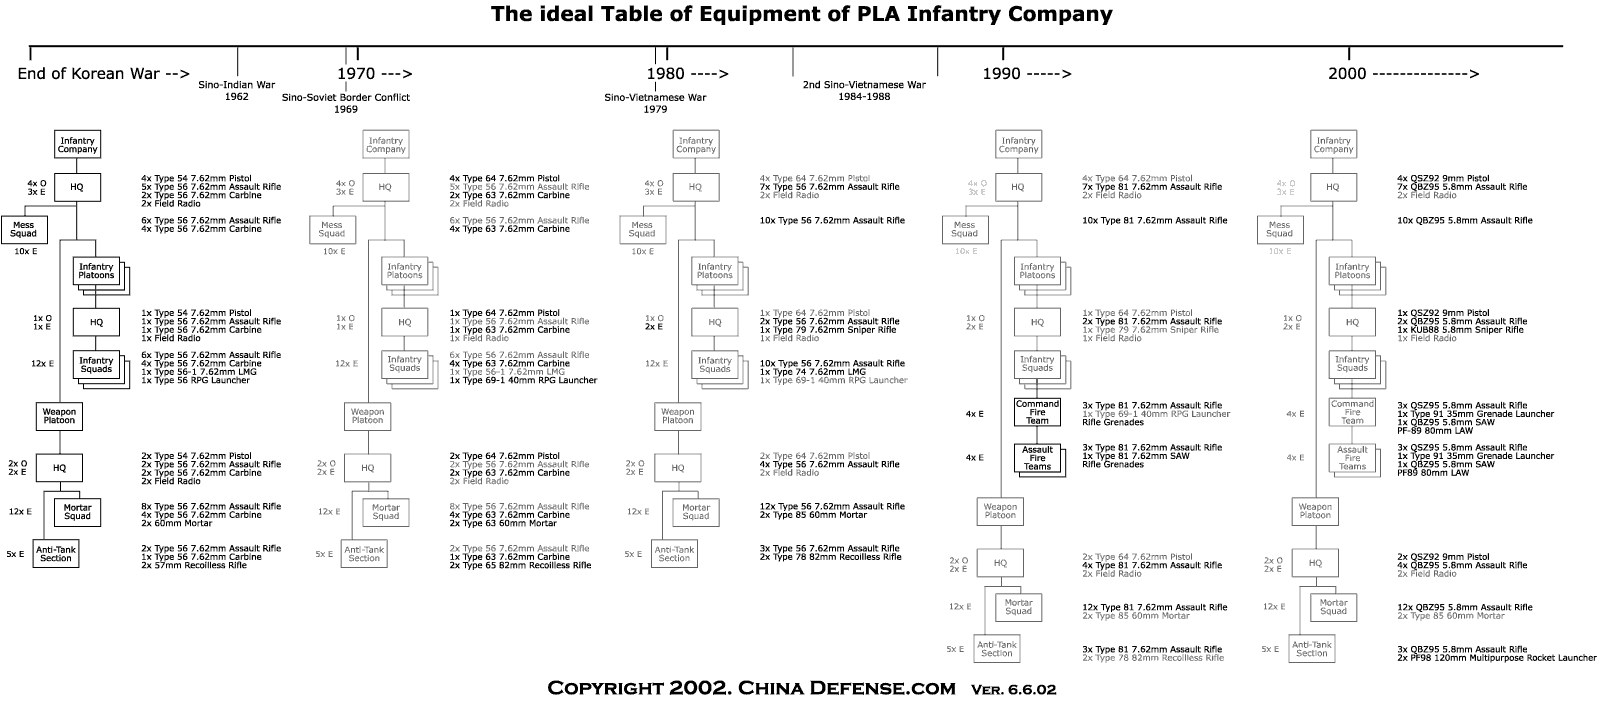 The ideal Table of Equipment of PLA Infantry Company
End of Korean War -->
Sino-Indian War
1962
1970 --->
Sino-Soviet Border Conflict
1969
1980 ---->
Sino-Vietnamese War
1979
2nd Sino-Vietnamese War
1984-1988
1990 ----->
2000 ------------>
Infantry
Company
4x O
3x E
HQ
4x Type 54 7.62mm Pistol
5x Type 56 7.62mm Assault Rifle
2x Type 56 7.62mm Carbine
2x Field Radio
Mess
Squad
10x E
6x Type 56 7.62mm Assault Rifle
4x Type 56 7.62mm Carbine
Infantry
Platoons
1x O
1x E
HQ
1x Type 54 7.62mm Pistol
1x Type 56 7.62mm Assault Rifle
1x Type 56 7.62mm Carbine
1x Field Radio
12x E
Infantry
Squads
6x Type 56 7.62mm Assault Rifle
4x Type 56 7.62mm Carbine
1x Type 56-1 7.62mm LMG
1x Type 56 RPG Launcher
Weapon
Platoon
2x O
2x E
HQ
2x Type 54 7.62mm Pistol
2x Type 56 7.62mm Assault Rifle
2x Type 56 7.62mm Carbine
2x Field Radio
12x E
Mortar
Squad
8x Type 56 7.62mm Assault Rifle
4x Type 56 7.62mm Carbine
2x 60mm Mortar
5x E
Anti-Tank
Section
2x Type 56 7.62mm Assault Rifle
1x Type 56 7.62mm Carbine
2x 57mm Recoilless Rifle
Infantry
Company
4x O
3x E
HQ
4x Type 64 7.62mm Pistol
5x Type 56 7.62mm Assault Rifle
2x Type 63 7.62mm Carbine
2x Field Radio
Mess
Squad
10x E
6x Type 56 7.62mm Assault Rifle
4x Type 63 7.62mm Carbine
Infantry
Platoons
1x O
1x E
HQ
1x Type 64 7.62mm Pistol
1x Type 56 7.62mm Assault Rifle
1x Type 63 7.62mm Carbine
1x Field Radio
12x E
Infantry
Squads
6x Type 56 7.62mm Assault Rifle
4x Type 63 7.62mm Carbine
1x Type 56-1 7.62mm LMG
1x Type 69-1 40mm RPG Launcher
Weapon
Platoon
2x O
2x E
HQ
2x Type 64 7.62mm Pistol
2x Type 56 7.62mm Assault Rifle
2x Type 63 7.62mm Carbine
2x Field Radio
12x E
Mortar
Squad
8x Type 56 7.62mm Assault Rifle
4x Type 63 7.62mm Carbine
2x Type 63 60mm Mortar
5x E
Anti-Tank
Section
2x Type 56 7.62mm Assault Rifle
1x Type 63 7.62mm Carbine
2x Type 65 82mm Recoilless Rifle
Infantry
Company
4x O
3x E
HQ
4x Type 64 7.62mm Pistol
7x Type 56 7.62mm Assault Rifle
2x Field Radio
Mess
Squad
10x E
10x Type 56 7.62mm Assault Rifle
Infantry
Platoons
1x O
2x E
HQ
1x Type 64 7.62mm Pistol
2x Type 56 7.62mm Assault Rifle
1x Type 79 7.62mm Sniper Rifle
1x Field Radio
12x E
Infantry
Squads
10x Type 56 7.62mm Assault Rifle
1x Type 74 7.62mm LMG
1x Type 69-1 40mm RPG Launcher
Weapon
Platoon
2x O
2x E
HQ
2x Type 64 7.62mm Pistol
4x Type 56 7.62mm Assault Rifle
2x Field Radio
12x E
Mortar
Squad
12x Type 56 7.62mm Assault Rifle
2x Type 85 60mm Mortar
5x E
Anti-Tank
Section
3x Type 56 7.62mm Assault Rifle
2x Type 78 82mm Recoilless Rifle
Infantry
Company
4x O
3x E
HQ
4x Type 64 7.62mm Pistol
7x Type 81 7.62mm Assault Rifle
2x Field Radio
Mess
Squad
10x E
10x Type 81 7.62mm Assault Rifle
Infantry
Platoons
1x O
2x E
HQ
1x Type 64 7.62mm Pistol
2x Type 81 7.62mm Assault Rifle
1x Type 79 7.62mm Sniper Rifle
1x Field Radio
Infantry
Squads
4x E
Command
Fire
Team
3x Type 81 7.62mm Assault Rifle
1x Type 69-1 40mm RPG Launcher
Rifle Grenades
4x E
Assault
Fire
Teams
3x Type 81 7.62mm Assault Rifle
1x Type 81 7.62mm SAW
Rifle Grenades
Weapon
Platoon
2x O
2x E
HQ
2x Type 64 7.62mm Pistol
4x Type 81 7.62mm Assault Rifle
2x Field Radio
12x E
Mortar
Squad
12x Type 81 7.62mm Assault Rifle
2x Type 85 60mm Mortar
5x E
Anti-Tank
Section
3x Type 81 7.62mm Assault Rifle
2x Type 78 82mm Recoilless Rifle
Infantry
Company
4x O
3x E
HQ
4x QSZ92 9mm Pistol
7x QBZ95 5.8mm Assault Rifle
2x Field Radio
Mess
Squad
10x E
10x QBZ95 5.8mm Assault Rifle
Infantry
Platoons
1x O
2x E
HQ
1x QSZ92 9mm Pistol
2x QBZ95 5.8mm Assault Rifle
1x KUB88 5.8mm Sniper Rifle
1x Field Radio
Infantry
Squads
4x E
Command
Fire
Team
3x QSZ95 5.8mm Assault Rifle
1x Type 91 35mm Grenade Launcher
1x QBZ95 5.8mm SAW
PF-89 80mm LAW
4x E
Assault
Fire
Teams
3x QSZ95 5.8mm Assault Rifle
1x Type 91 35mm Grenade Launcher
1x QBZ95 5.8mm SAW
PF89 80mm LAW
Weapon
Platoon
2x O
2x E
HQ
2x QSZ92 9mm Pistol
4x QBZ95 5.8mm Assault Rifle
2x Field Radio
12x E
Mortar
Squad
12x QBZ95 5.8mm Assault Rifle
2x Type 85 60mm Mortar
5x E
Anti-Tank
Section
3x QBZ95 5.8mm Assault Rifle
2x PF98 120mm Multipurpose Rocket Launcher
Copyright 2002. China Defense.com Ver. 6.6.02